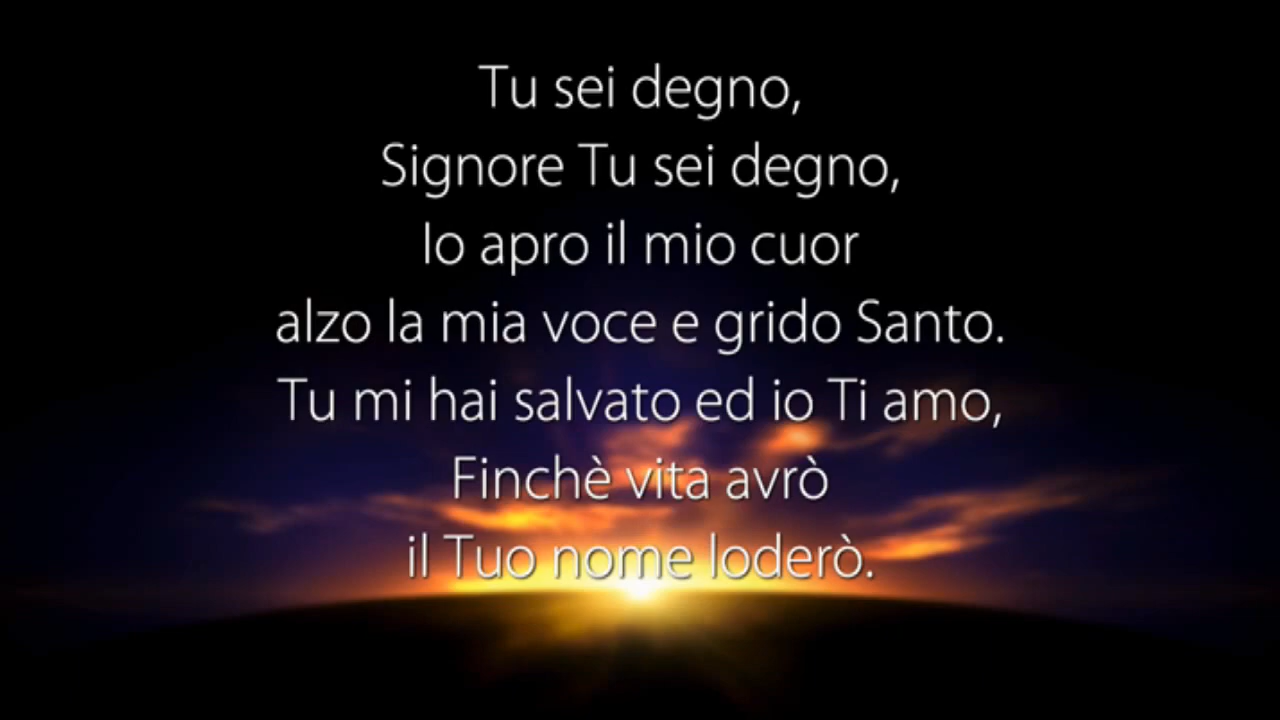 Tu sei degno,
Signore Tu sei degno,
Io apro il mio cuor
alzo la mia voce e grido Santo.
Tu mi hai salvato ed io Ti amo,
Finchè vita avrò
il Tuo nome loderò.